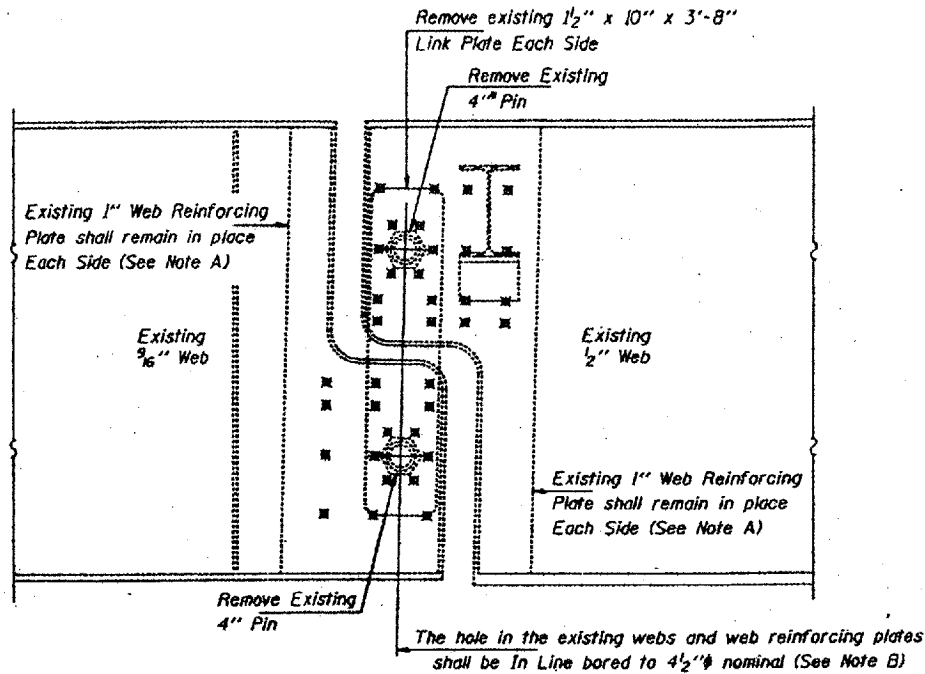 Remove existing 1½" x 10" x 3'-8"
Link Plate Each Side
Remove Existing
4"ø Pin
Existing 1" Web Reinforcing
Plate shall remain in place
Each Side (See Note A)
Existing
9/16" Web
Existing
½" Web
Existing 1" Web Reinforcing
Plate shall remain in place
Each Side (See Note A)
Remove Existing
4" Pin
The hole in the existing webs and web reinforcing plates
shall be In Line bored to 4½"ø nominal (See Note B)